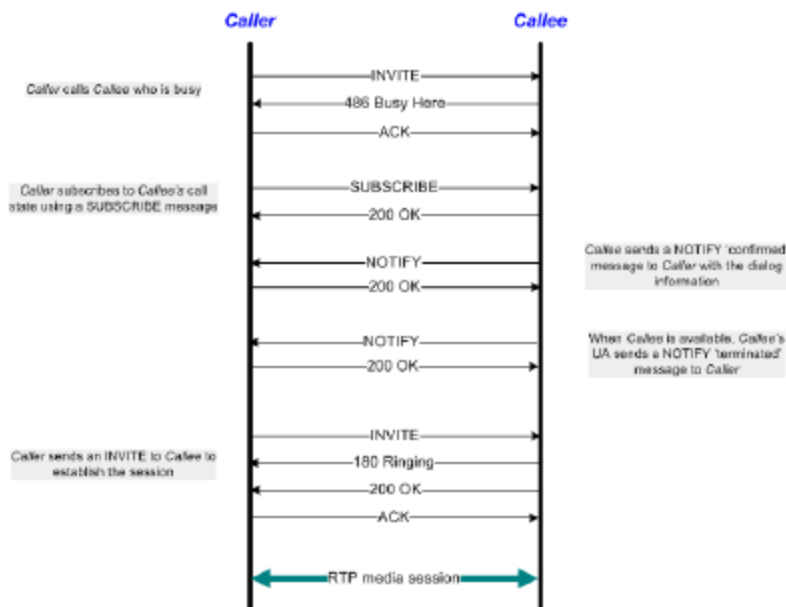 Caller
Callee
INVITE
Caller calls Callee who is busy
486 Busy Here
ACK
SUBSCRIBE
Caller subscribes to Callee's call
state using a SUBSCRIBE message
200 OK
NOTIFY
Callee sends a NOTIFY 'confirmed
message to Caller with the dialog
information
200 OK
NOTIFY
When Callee is available, Callee's
UA sends a NOTIFY 'terminated'
message to Caller
200 OK
INVITE
Caller sends an INVITE to Callee to
establish the session
180 Ringing
200 OK
ACK
RTP media session